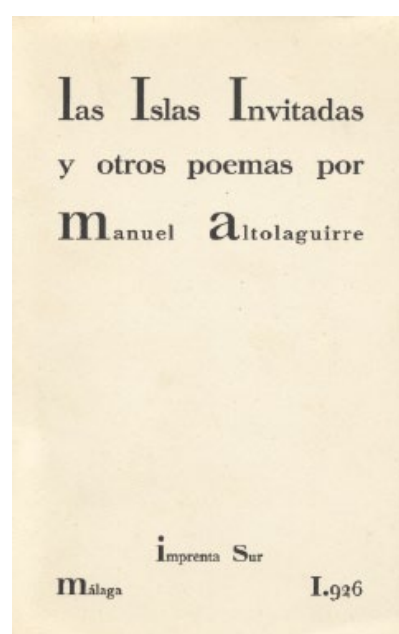 las Islas Invitadas
y otros poemas por
manuel altolaguirre
imprenta Sur
málaga I.926